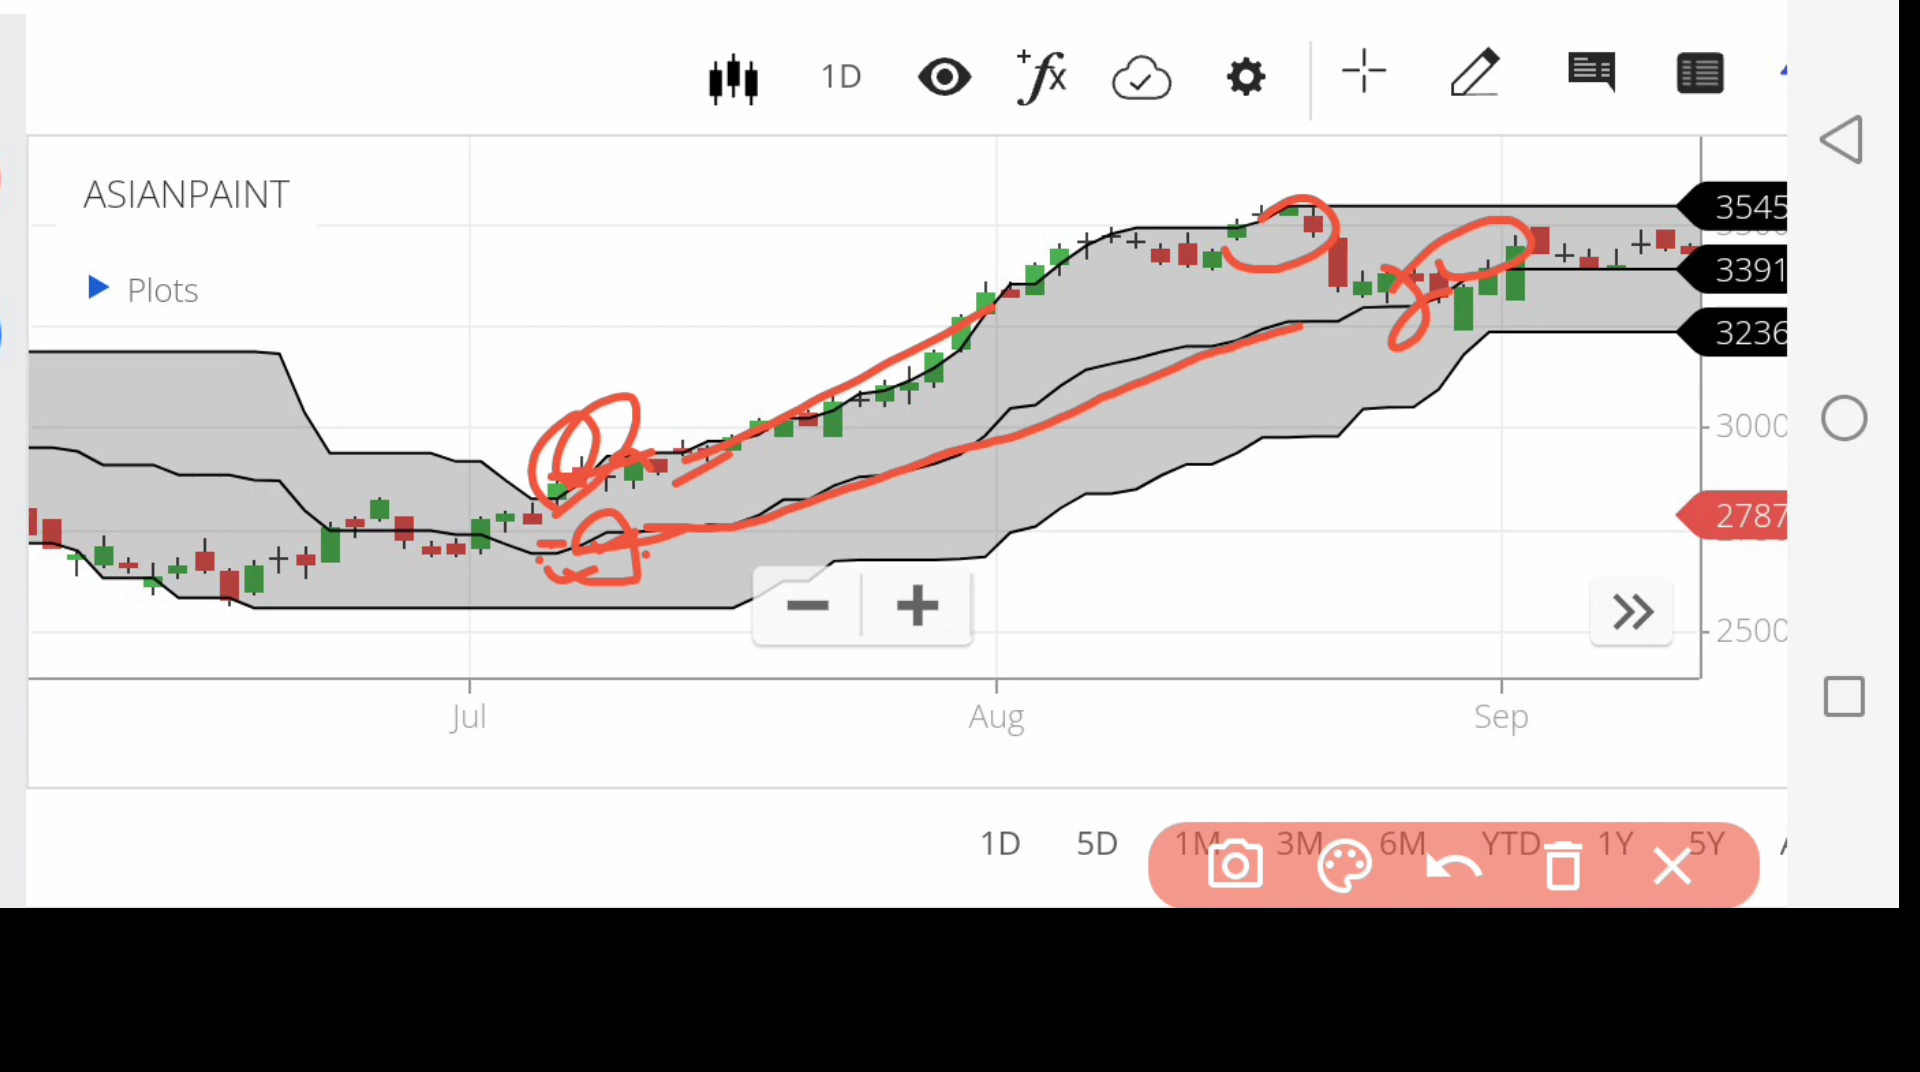 1D
ASIANPAINT
Plots
3545
3391
3236
3000
2787
2500
Jul Aug Sep
1D 5D 1M 3M 6M YTD 1Y 5Y